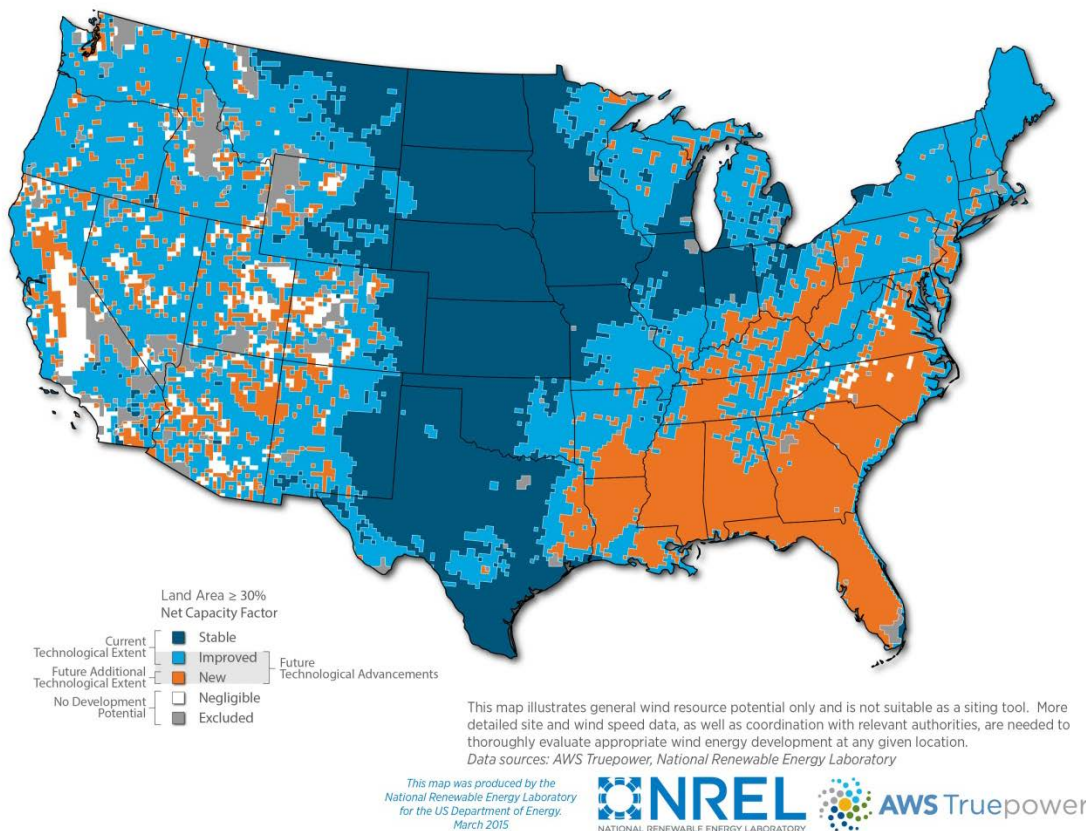 Land Area ≥ 30%
Net Capacity Factor
Current
Technological Extent
Stable
Improved
Future
Technological Advancements
Future Additional
Technological Extent
New
No Development
Potential
Negligible
Excluded
This map illustrates general wind resource potential only and is not suitable as a siting tool. More
detailed site and wind speed data, as well as coordination with relevant authorities, are needed to
thoroughly evaluate appropriate wind energy development at any given location.
Data sources: AWS Truepower, National Renewable Energy Laboratory
This map was produced by the
National Renewable Energy Laboratory
for the US Department of Energy.
March 2015
NREL
NATIONAL RENEWABLE ENERGY LABORATORY
AWS Truepower